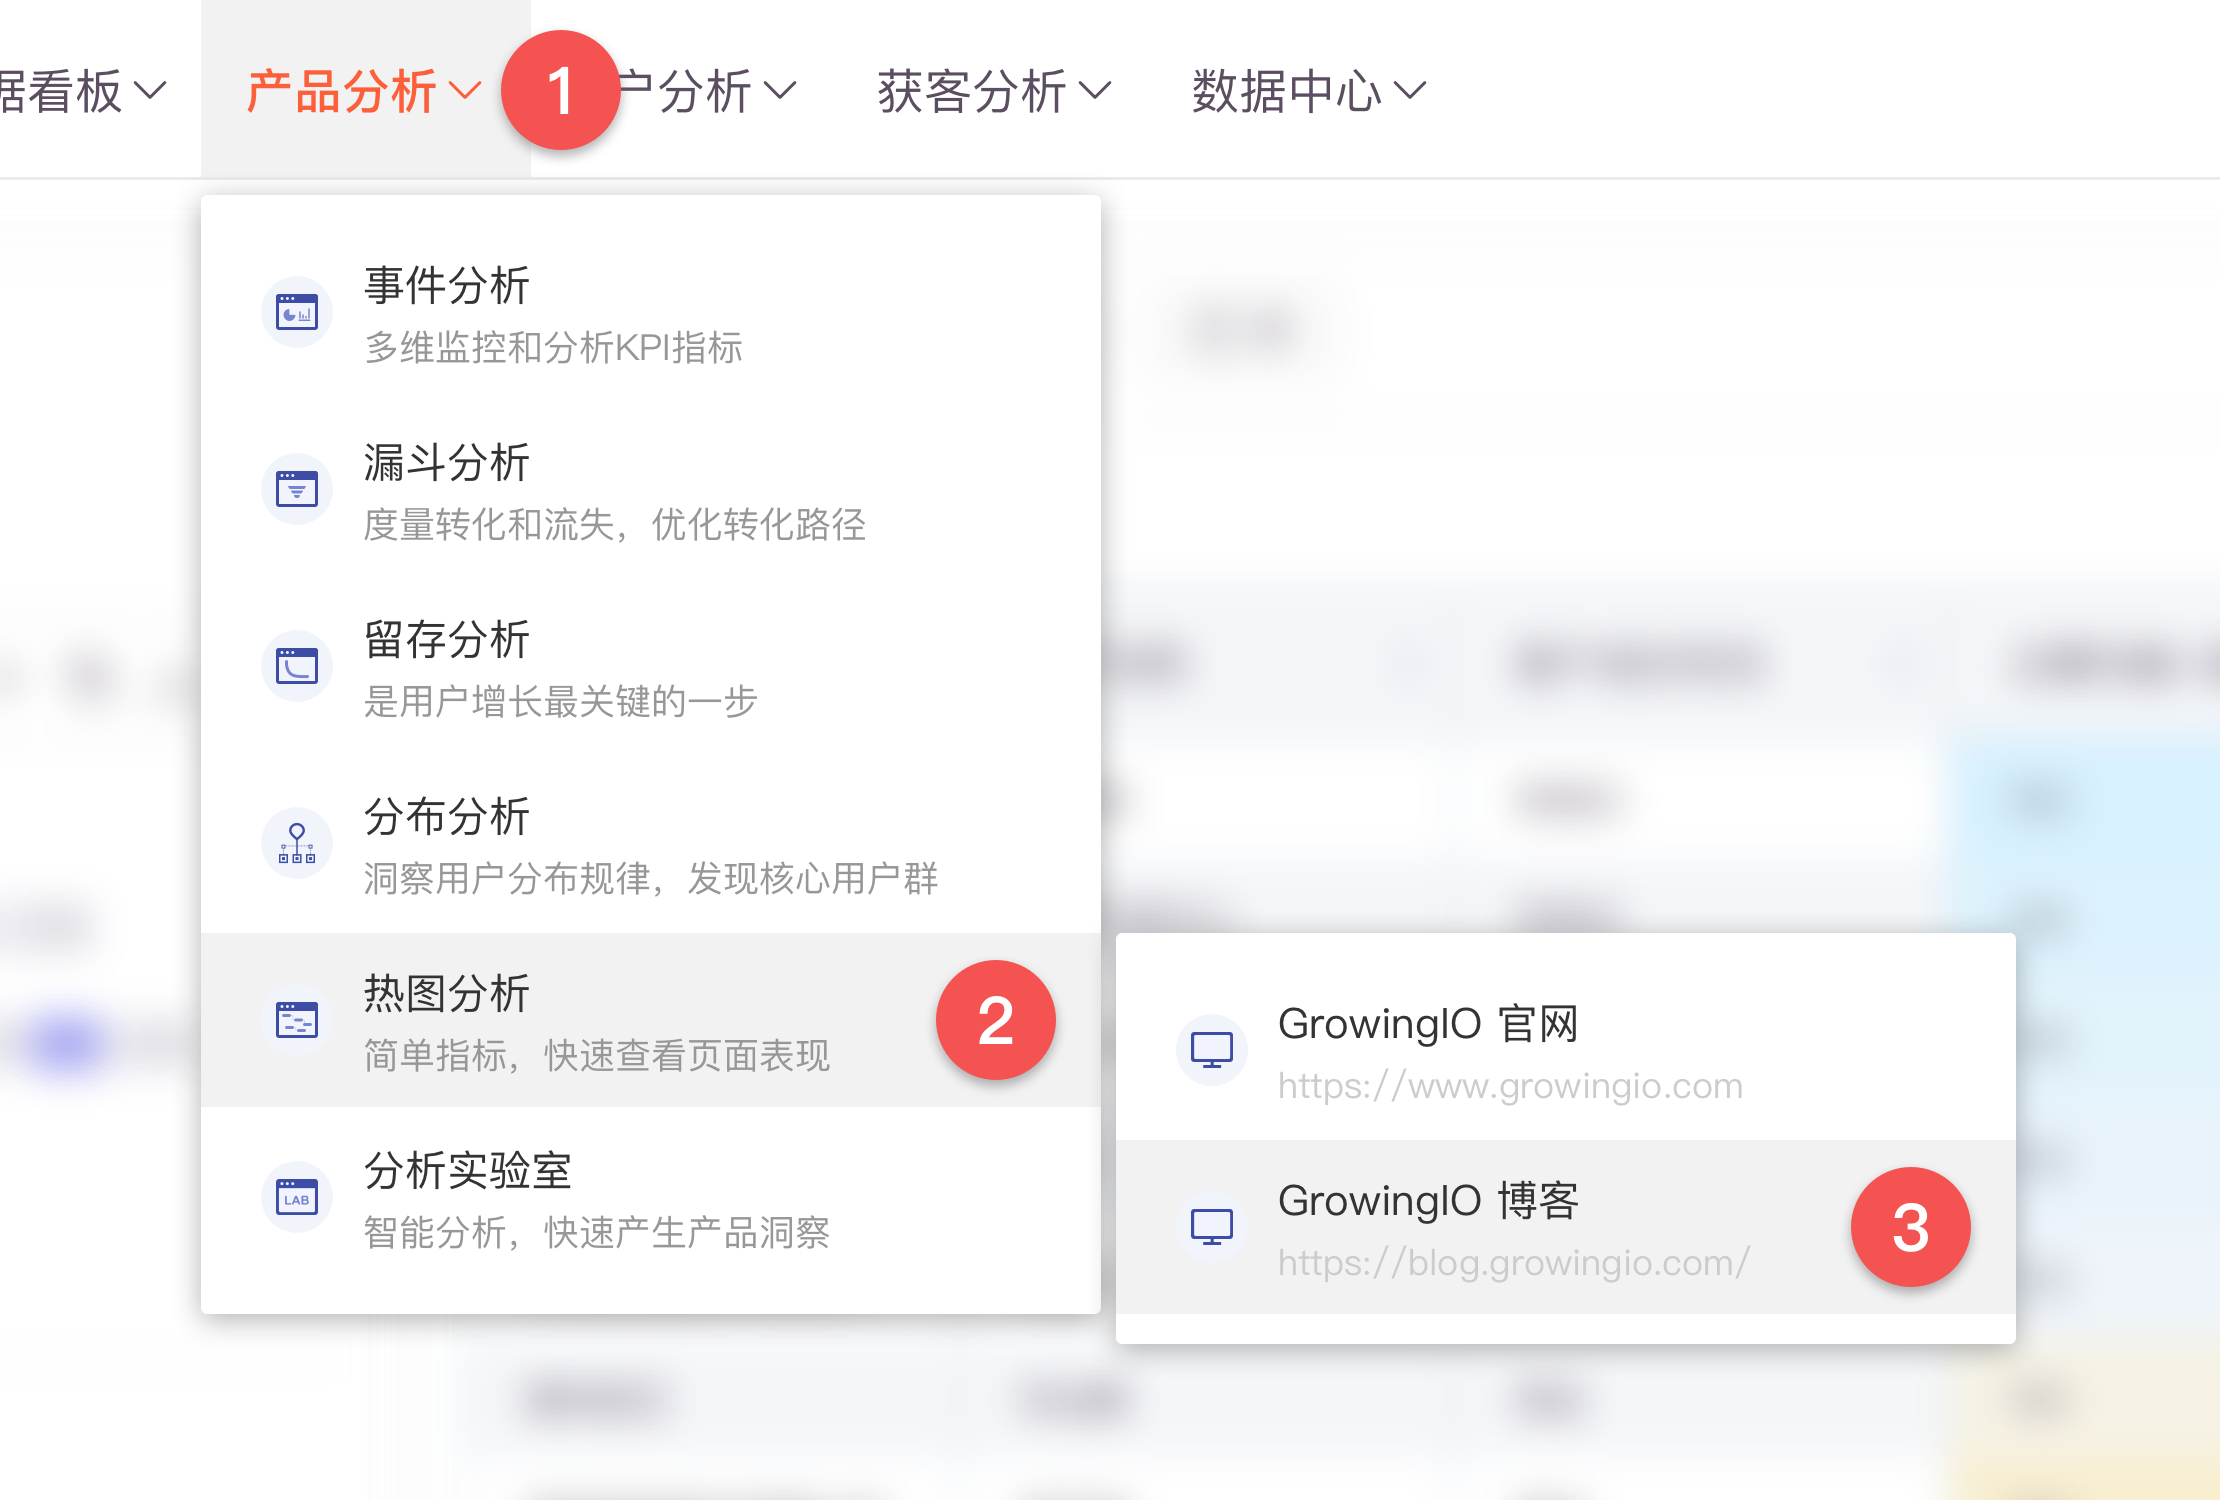 据看板
产品分析
1
户分析
获客分析
数据中心
事件分析
多维监控和分析KPI指标
漏斗分析
度量转化和流失，优化转化路径
留存分析
是用户增长最关键的一步
分布分析
洞察用户分布规律，发现核心用户群
热图分析
简单指标，快速查看页面表现
2
LAB
分析实验室
智能分析，快速产生产品洞察
GrowingIO 官网
https://www.growingio.com
GrowingIO 博客
https://blog.growingio.com/
3